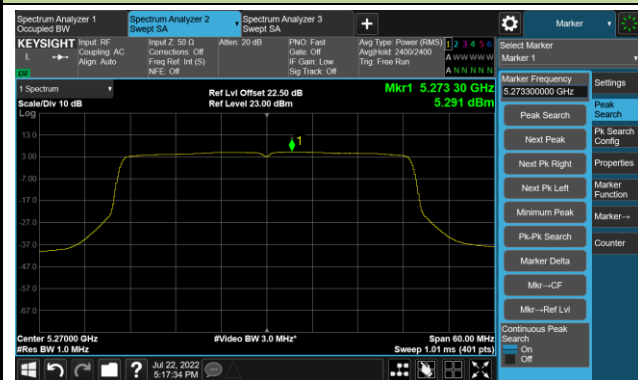 Spectrum Analyzer 1
Occupied BW
Spectrum Analyzer 2
Swept SA
Spectrum Analyzer 3
Swept SA
+
Marker
KEYSIGHT
L
Input: RF
Coupling: AC
Align: Auto
Input Z: 50 Ω
Corrections: Off
Freq Ref: Int (S)
NFE: Off
Atten: 20 dB
PNO: Fast
Gate: Off
IF Gain: Low
Sig Track: Off
Avg Type: Power (RMS)
Avg|Hold: 2400/2400
Trig: Free Run
1 2 3 4 5 6
A W W W W W
A N N N N N
Select Marker
Marker 1
1 Spectrum
Scale/Div 10 dB
Log
Ref Lvl Offset 22.50 dB
Ref Level 23.00 dBm
Mkr1 5.273 30 GHz
5.291 dBm
13.0
3.00
-7.00
-17.0
-27.0
-37.0
-47.0
-57.0
-67.0
1
Center 5.27000 GHz
#Res BW 1.0 MHz
#Video BW 3.0 MHz*
Span 60.00 MHz
Sweep 1.01 ms (401 pts)
Marker Frequency
5.273300000 GHz
Peak Search
Next Peak
Next Pk Right
Next Pk Left
Minimum Peak
Pk-Pk Search
Marker Delta
Mkr→CF
Mkr→Ref Lvl
Continuous Peak
Search
On
Off
Settings
Peak
Search
Pk Search
Config
Properties
Marker
Function
Marker→
Counter
?
Jul 22, 2022
5:17:34 PM